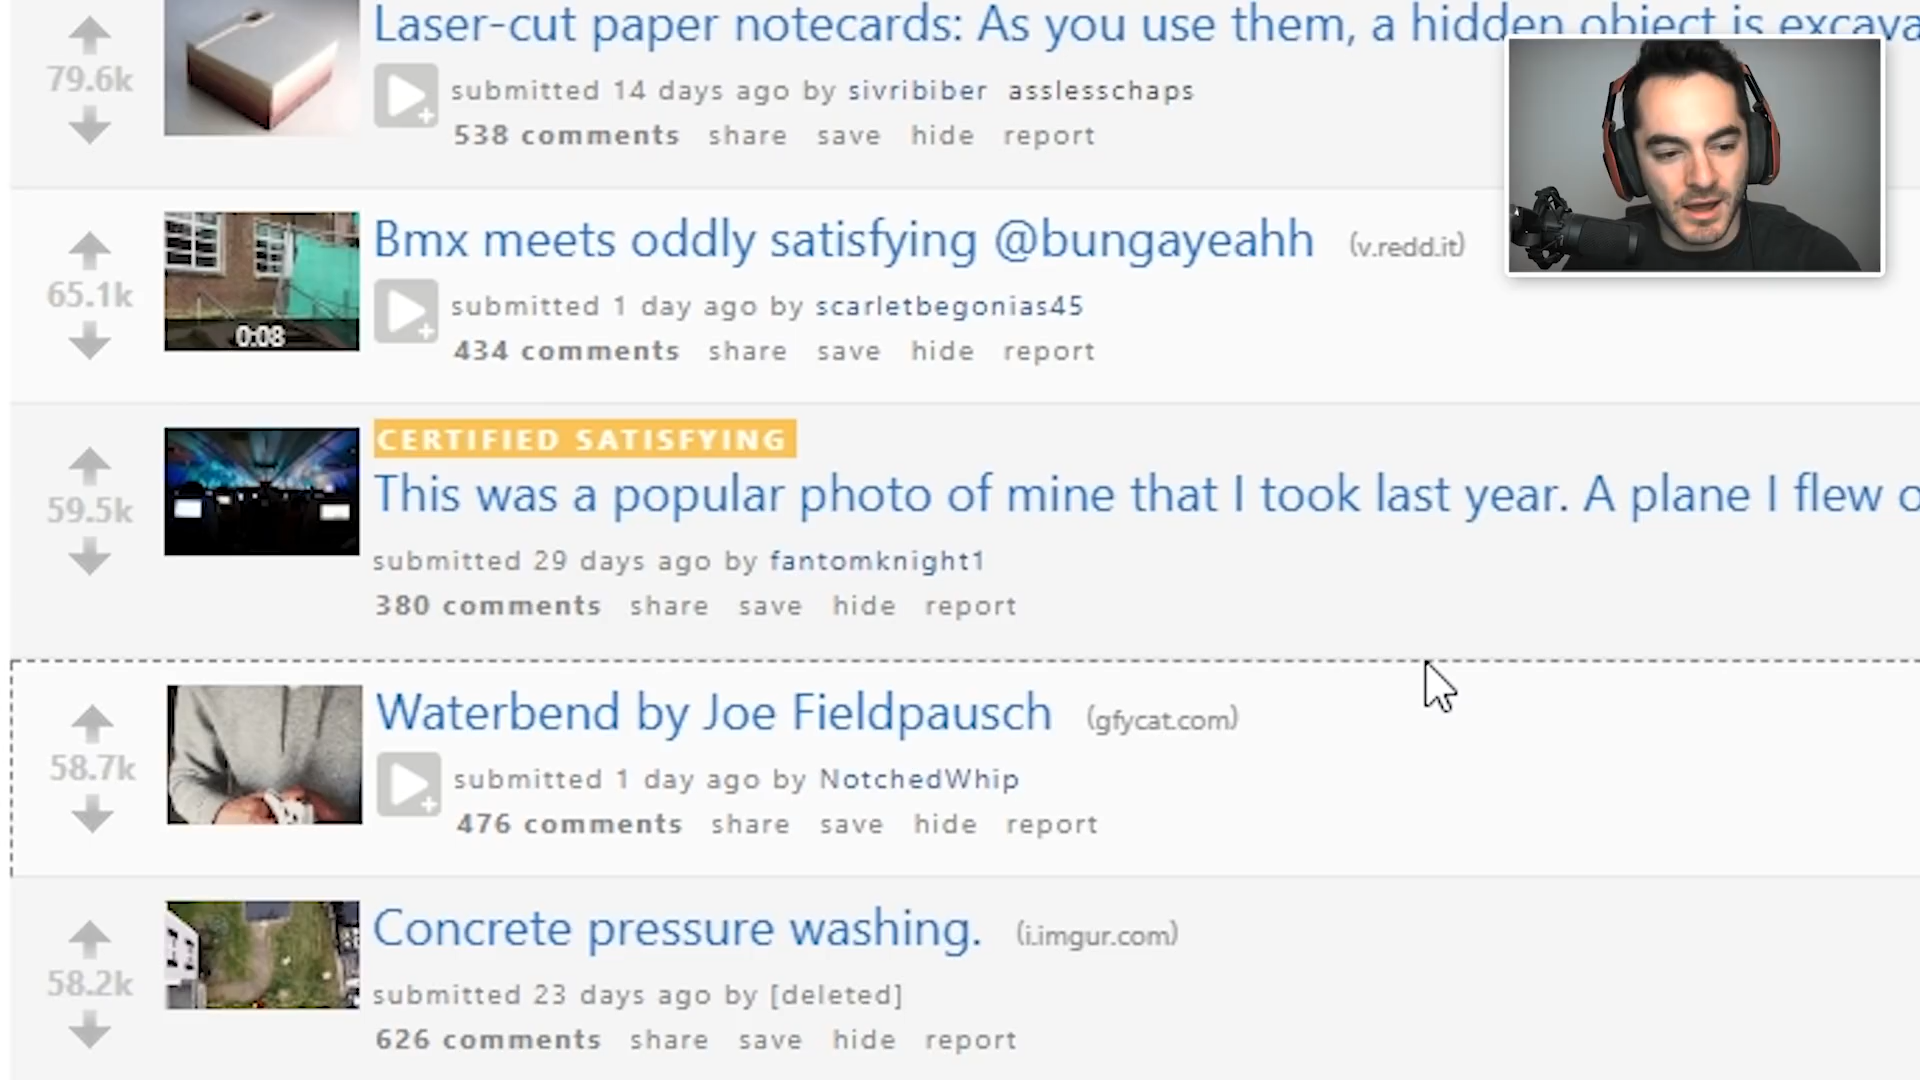 79.6k
Laser-cut paper notecards: As you use them, a hidden object is excava
submitted 14 days ago by sivribiber asslesschaps
538 comments share save hide report
65.1k
0:08
Bmx meets oddly satisfying @bungayeahh (v.redd.it)
submitted 1 day ago by scarletbegonias45
434 comments share save hide report
59.5k
CERTIFIED SATISFYING
This was a popular photo of mine that I took last year. A plane I flew o
submitted 29 days ago by fantomknight1
380 comments share save hide report
58.7k
Waterbend by Joe Fieldpausch (gfycat.com)
submitted 1 day ago by NotchedWhip
476 comments share save hide report
58.2k
Concrete pressure washing. (i.imgur.com)
submitted 23 days ago by [deleted]
626 comments share save hide report